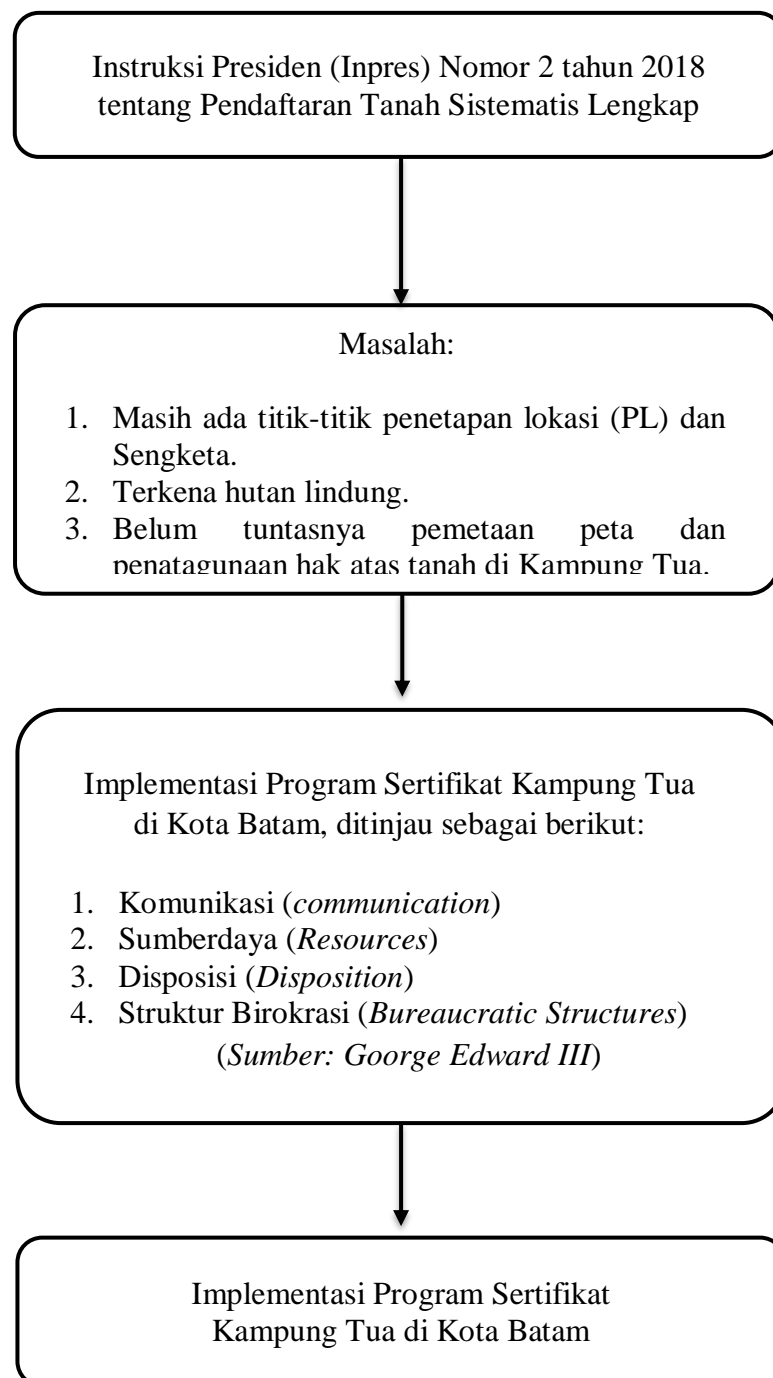 Instruksi Presiden (Inpres) Nomor 2 tahun 2018
tentang Pendaftaran Tanah Sistematis Lengkap
Masalah:
1. Masih ada titik-titik penetapan lokasi (PL) dan
Sengketa.
2. Terkena hutan lindung.
3. Belum tuntasnya pemetaan peta dan
penatagunaan hak atas tanah di Kampung Tua.
Implementasi Program Sertifikat Kampung Tua
di Kota Batam, ditinjau sebagai berikut:
1. Komunikasi (communication)
2. Sumberdaya (Resources)
3. Disposisi (Disposition)
4. Struktur Birokrasi (Bureaucratic Structures)
(Sumber: Goorge Edward III)
Implementasi Program Sertifikat
Kampung Tua di Kota Batam